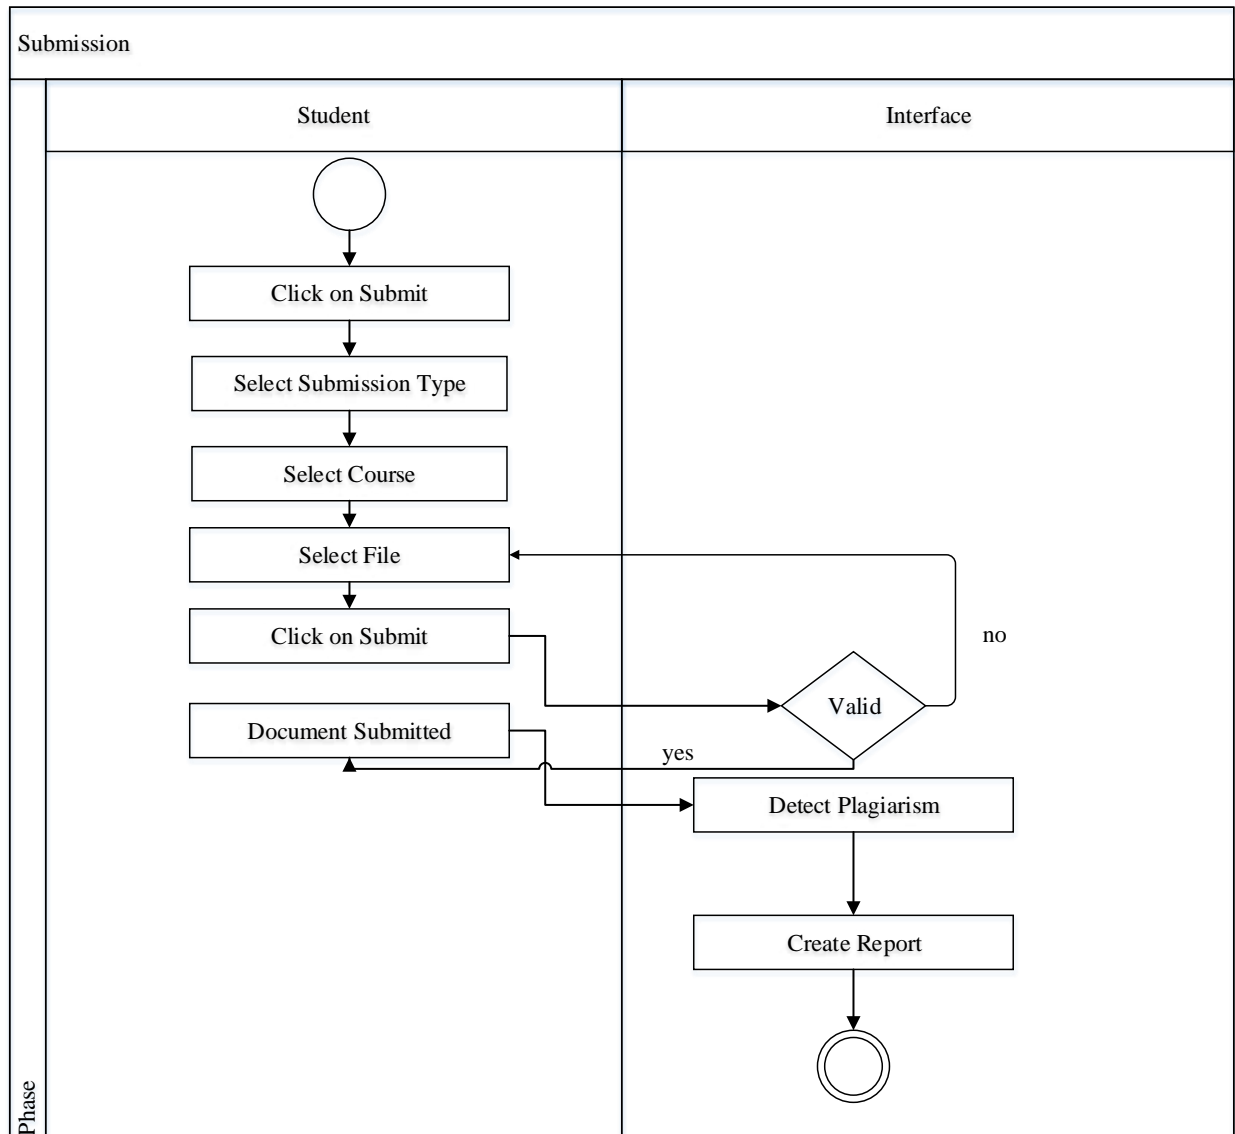 Submission
Student
Interface
Click on Submit
Select Submission Type
Select Course
Select File
Click on Submit
no
Valid
Document Submitted
yes
Detect Plagiarism
Create Report
Phase